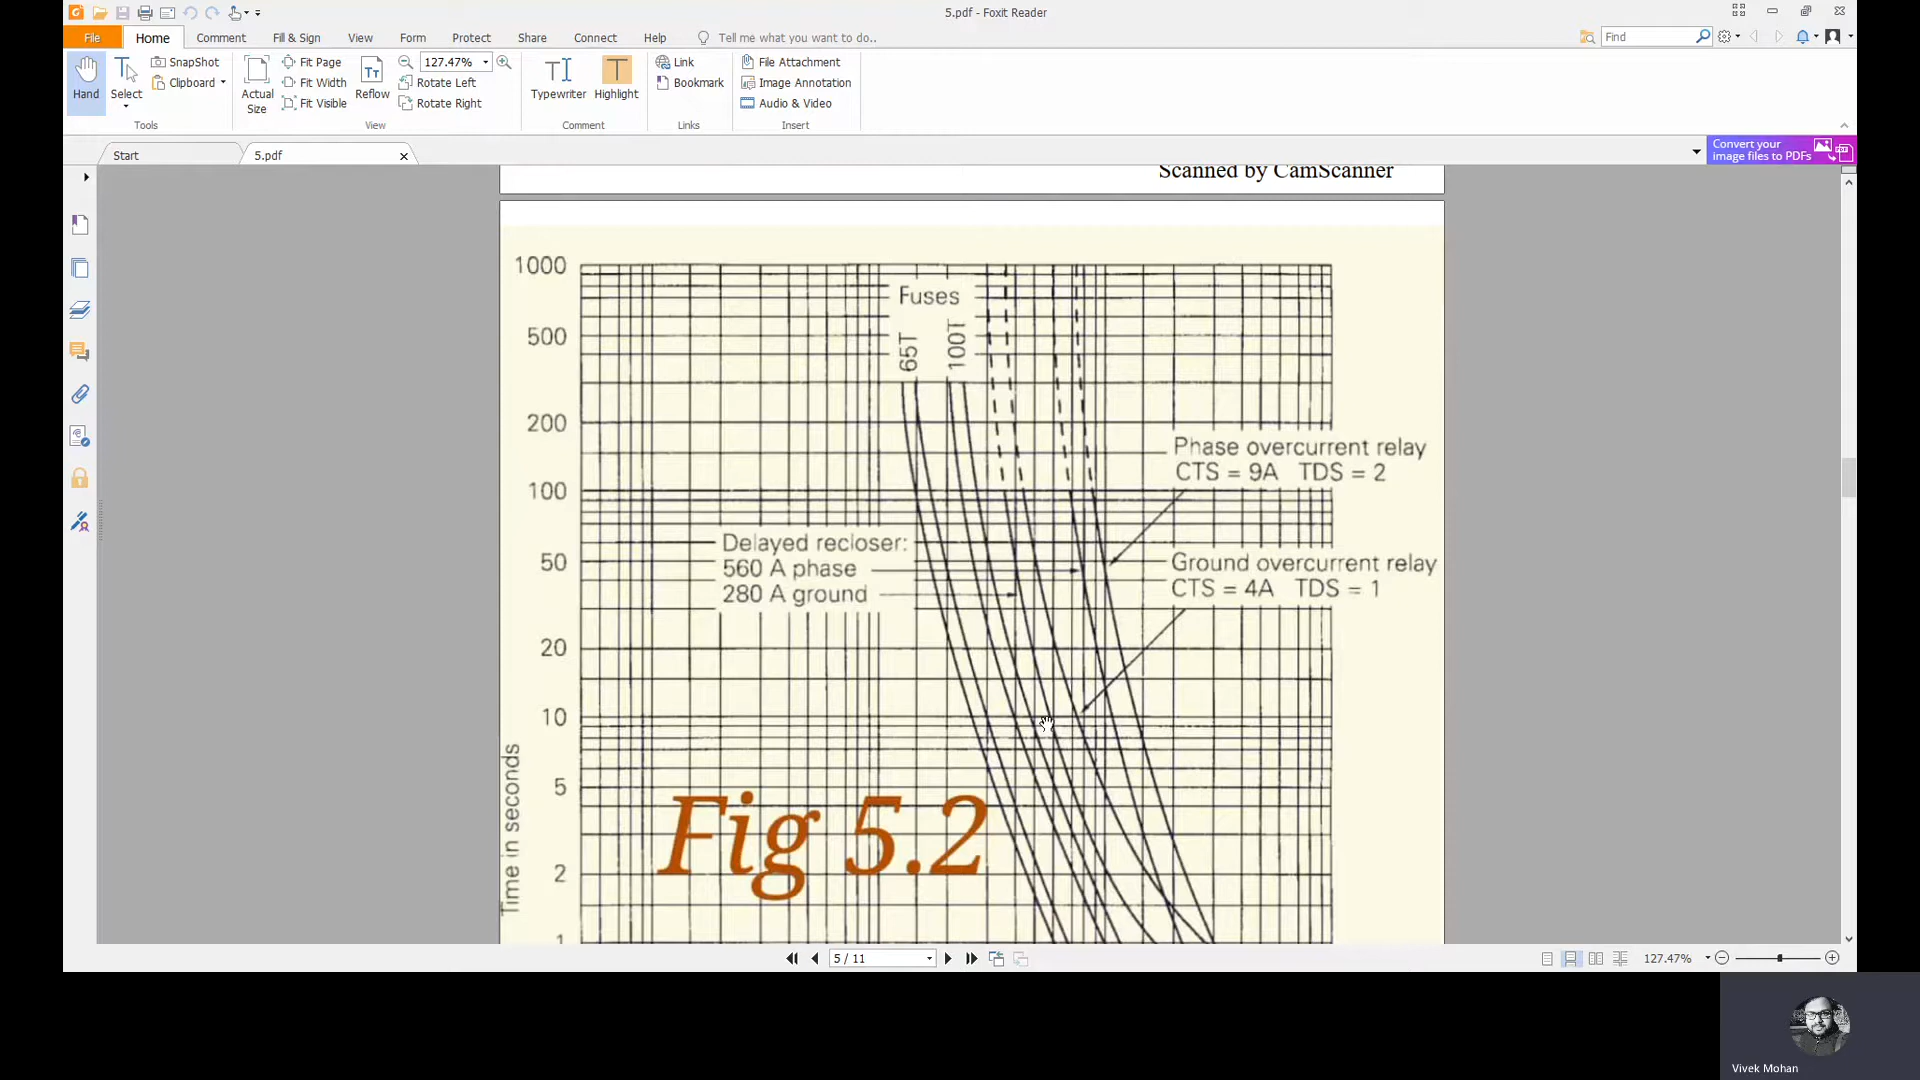 5.pdf - Foxit Reader
File Home Comment Fill & Sign View Form Protect Share Connect Help Tell me what you want to do.. Find
Hand
Select
SnapShot
Clipboard
Tools
Actual Size
Fit Page
Fit Width
Fit Visible
Reflow
127.47%
Rotate Left
Rotate Right
View
Typewriter
Highlight
Comment
Link
Bookmark
Links
File Attachment
Image Annotation
Audio & Video
Insert
Start
5.pdf
Convert your
image files to PDFs
PDF
Scanned by CamScanner
1000
Fuses
500
65T
100T
200
Phase overcurrent relay
CTS = 9A TDS = 2
100
Delayed recloser:
560 A phase
280 A ground
50
Ground overcurrent relay
CTS = 4A TDS = 1
20
10
5
Fig 5.2
Time in seconds
2
1
5 / 11
127.47%
Vivek Mohan